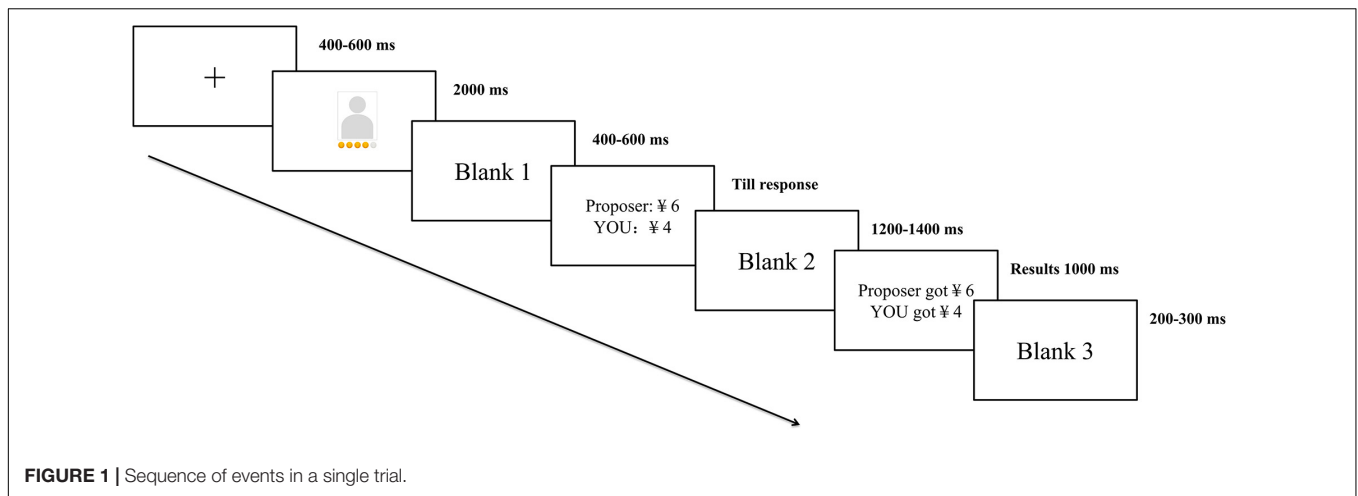 +
400-600 ms
2000 ms
Blank 1
400-600 ms
Proposer: ¥ 6
YOU: ¥ 4
Till response
Blank 2
1200-1400 ms
Proposer got ¥ 6
YOU got ¥ 4
Results 1000 ms
Blank 3
200-300 ms
FIGURE 1 | Sequence of events in a single trial.